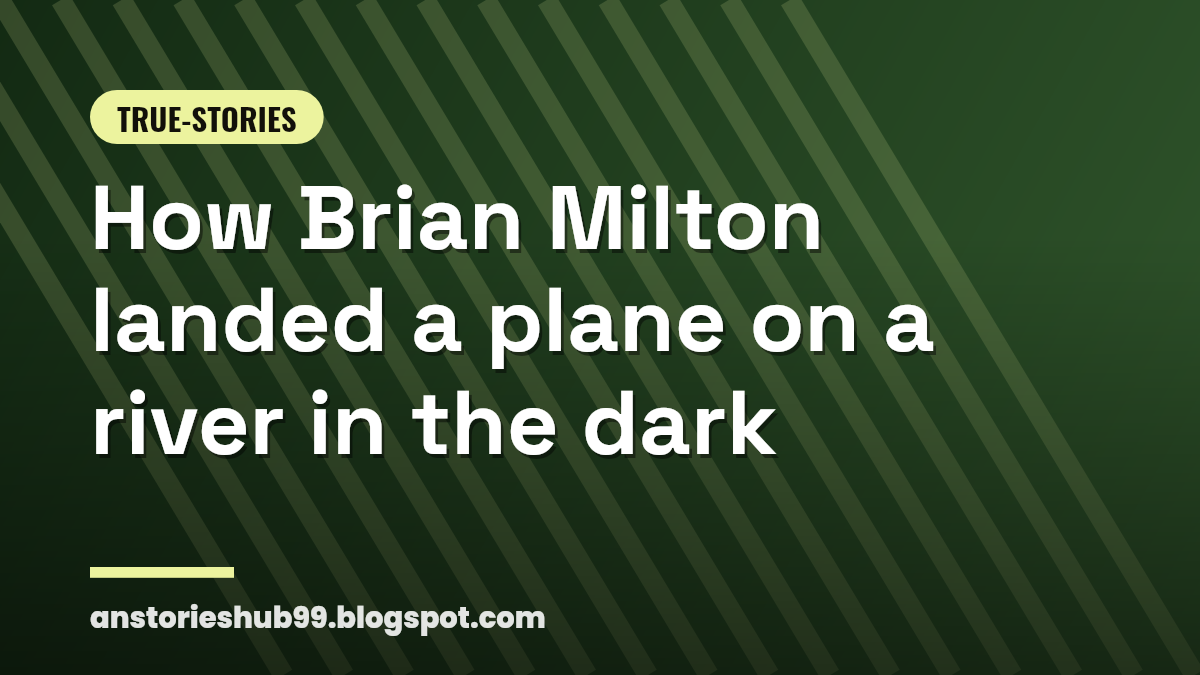 TRUE-STORIES
How Brian Milton
landed a plane on a
river in the dark
anstorieshub99.blogspot.com